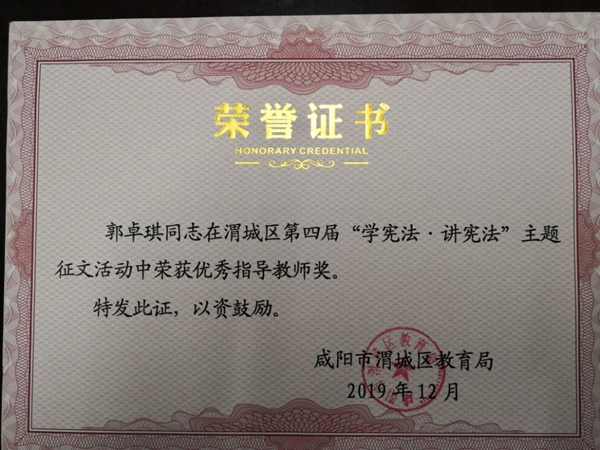 荣誉证书
HONORARY CREDENTIAL
郭卓琪同志在渭城区第四届“学宪法·讲宪法”主题
征文活动中荣获优秀指导教师奖。
特发此证，以资鼓励。
咸阳市渭城区教育局
2019年12月